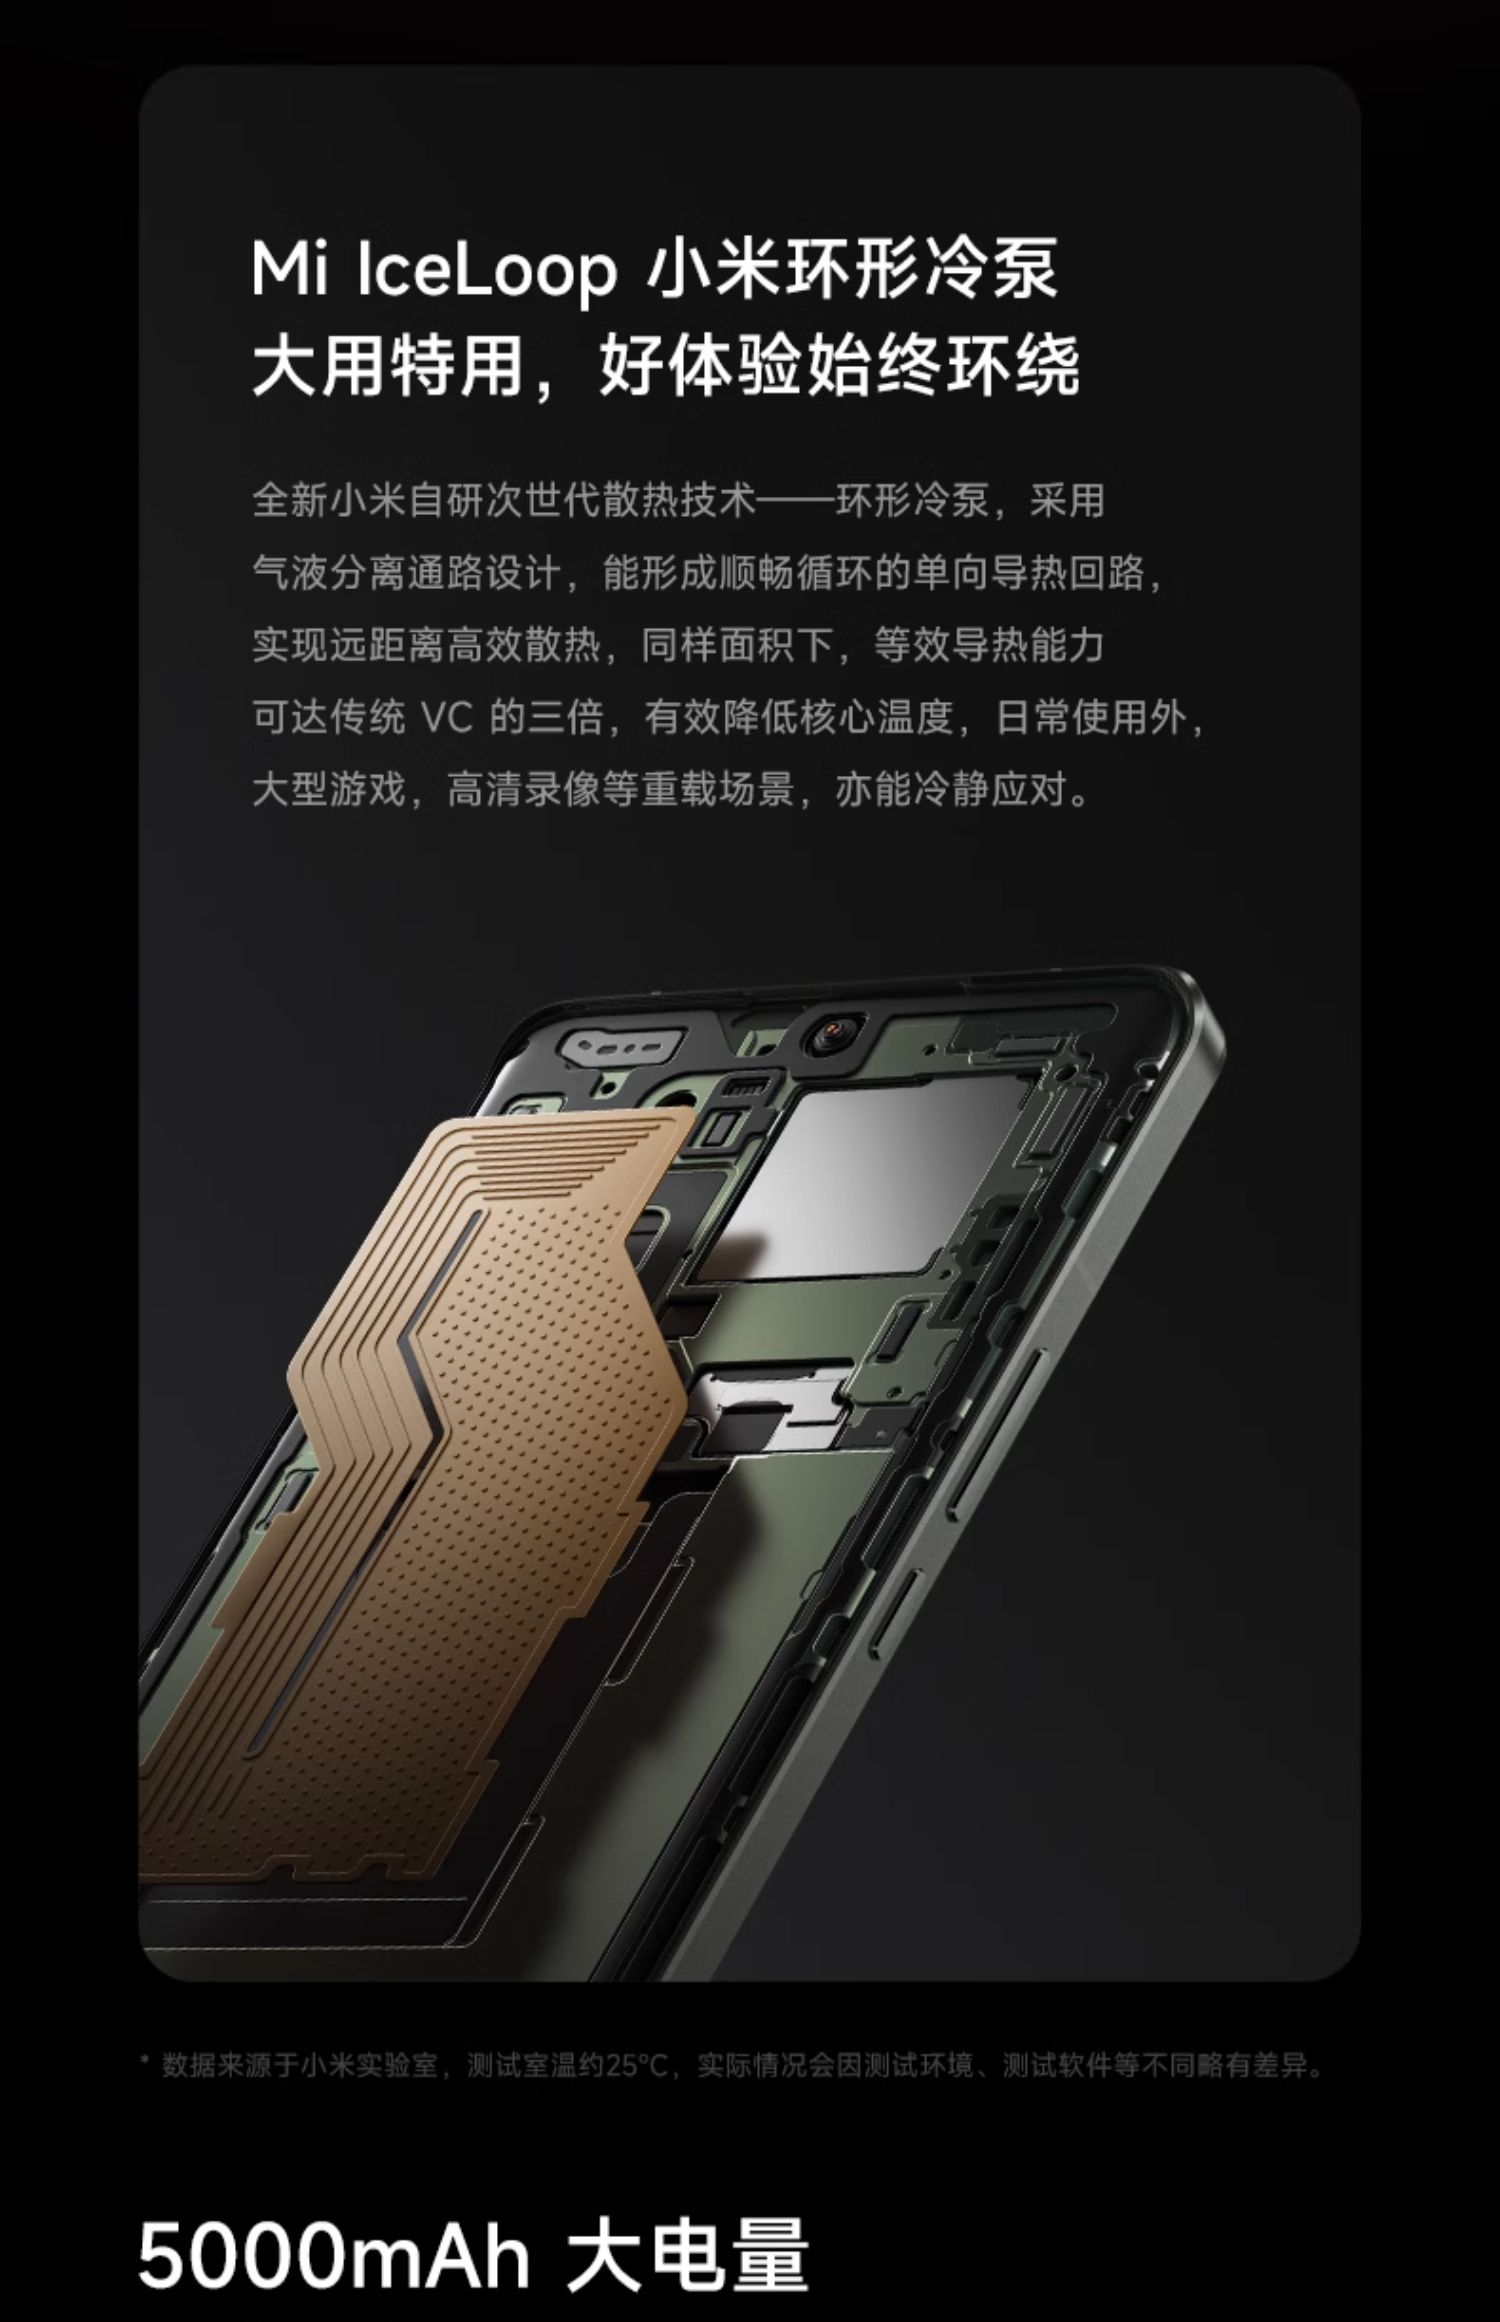 Mi IceLoop 小米环形冷泵
大用特用，好体验始终环绕
全新小米自研次世代散热技术——环形冷泵，采用
气液分离通路设计，能形成顺畅循环的单向导热回路，
实现远距离高效散热，同样面积下，等效导热能力
可达传统 VC 的三倍，有效降低核心温度，日常使用外，
大型游戏，高清录像等重载场景，亦能冷静应对。
* 数据来源于小米实验室，测试室温约25℃，实际情况会因测试环境、测试软件等不同略有差异。
5000mAh 大电量